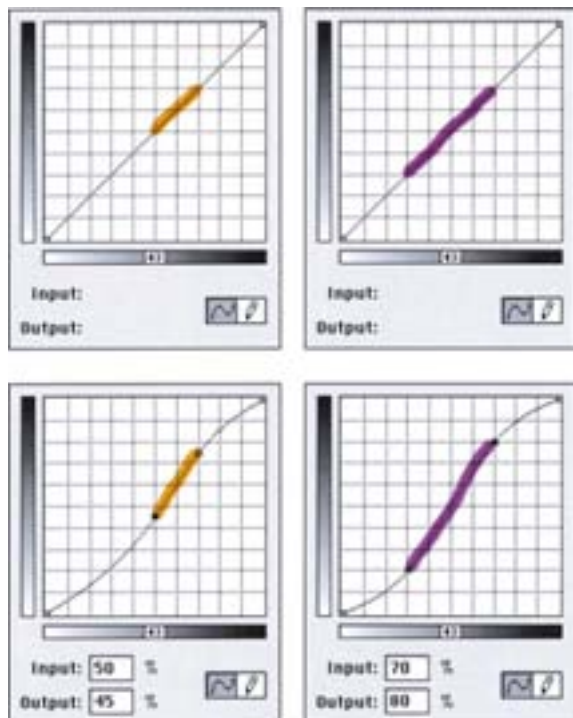 Input:
Output:
Input:
Output:
Input: 50 %
Output: 45 %
Input: 70 %
Output: 80 %